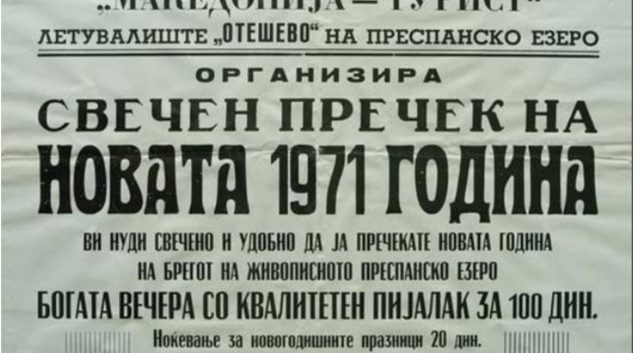 „МАКЕДОНИЈА — ТУРИСТ“
ЛЕТУВАЛИШТЕ „ОТЕШЕВО“ НА ПРЕСПАНСКО ЕЗЕРО
ОРГАНИЗИРА
СВЕЧЕН ПРЕЧЕК НА
НОВАТА 1971 ГОДИНА
ВИ НУДИ СВЕЧЕНО И УДОБНО ДА ЈА ПРЕЧЕКАТЕ НОВАТА ГОДИНА
НА БРЕГОТ НА ЖИВОПИСНОТО ПРЕСПАНСКО ЕЗЕРО
БОГАТА ВЕЧЕРА СО КВАЛИТЕТЕН ПИЈАЛАК ЗА 100 ДИН.
Ноќевање за новогодишните празници 20 дин.